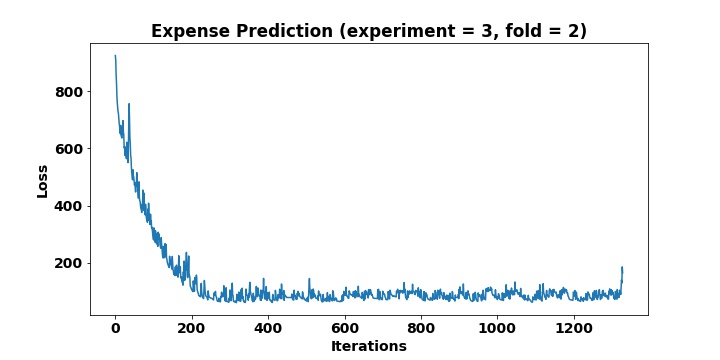 Expense Prediction (experiment = 3, fold = 2)
Loss
800
600
400
200
0 200 400 600 800 1000 1200
Iterations